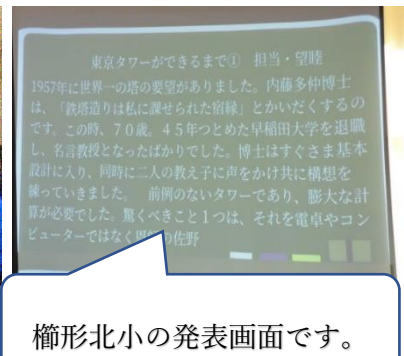 東京タワーができるまで① 担当・望睦
1957年に世界一の塔の要望がありました。内藤多仲博士
は、「鉄塔造りは私に課せられた宿縁」とかいだくするの
です。この時、70歳。45年つとめた早稲田大学を退職
し、名言教授となったばかりでした。博士はすぐさま基本
設計に入り、同時に二人の教え子に声をかけ共に構想を
練っていきました。 前例のないタワーであり、膨大な計
算が必要でした。驚くべきこと1つは、それを電卓やコン
ピューターではなく の佐野
櫛形北小の発表画面です。